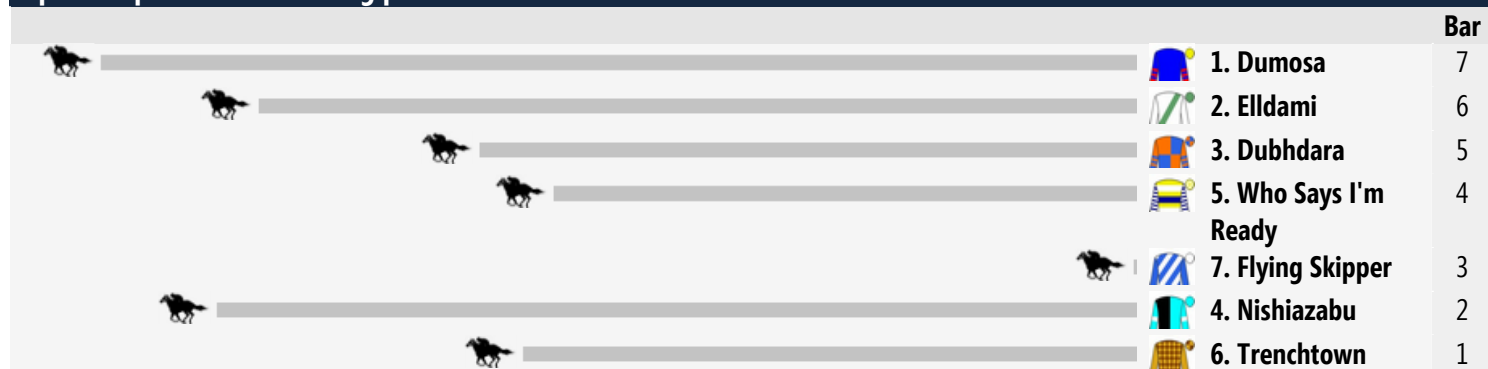 Bar
1. Dumosa 7
2. Elldami 6
3. Dubhdara 5
5. Who Says I'm 4
Ready
7. Flying Skipper 3
4. Nishiazabu 2
6. Trenchtown 1